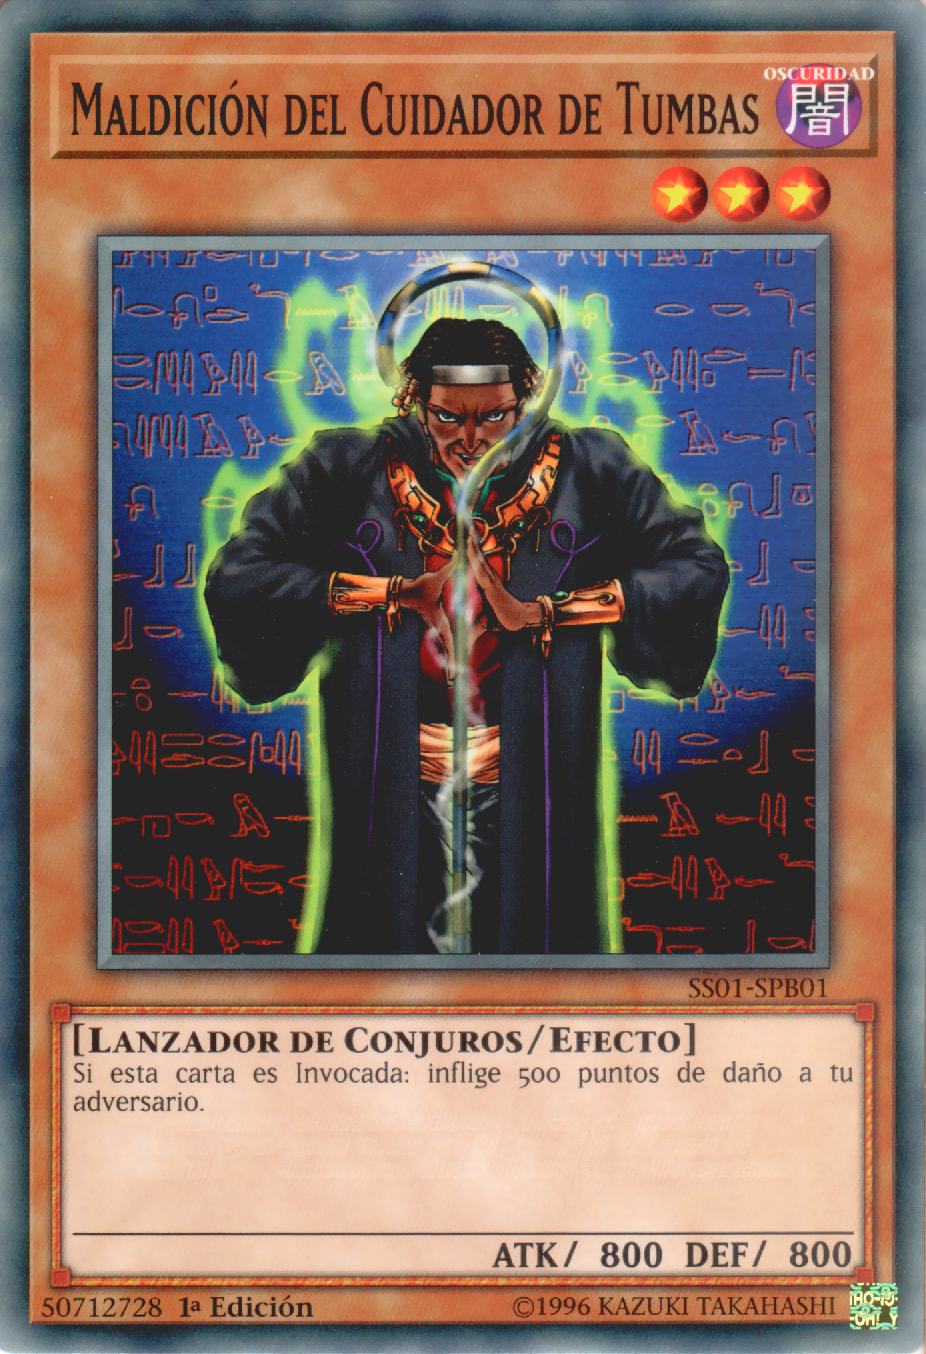 Maldición del Cuidador de Tumbas
OSCURIDAD
闇
SS01-SPB01
[Lanzador de Conjuros/Efecto]
Si esta carta es Invocada: inflige 500 puntos de daño a tu
adversario.
ATK/ 800 DEF/ 800
50712728 1ª Edición
©1996 KAZUKI TAKAHASHI